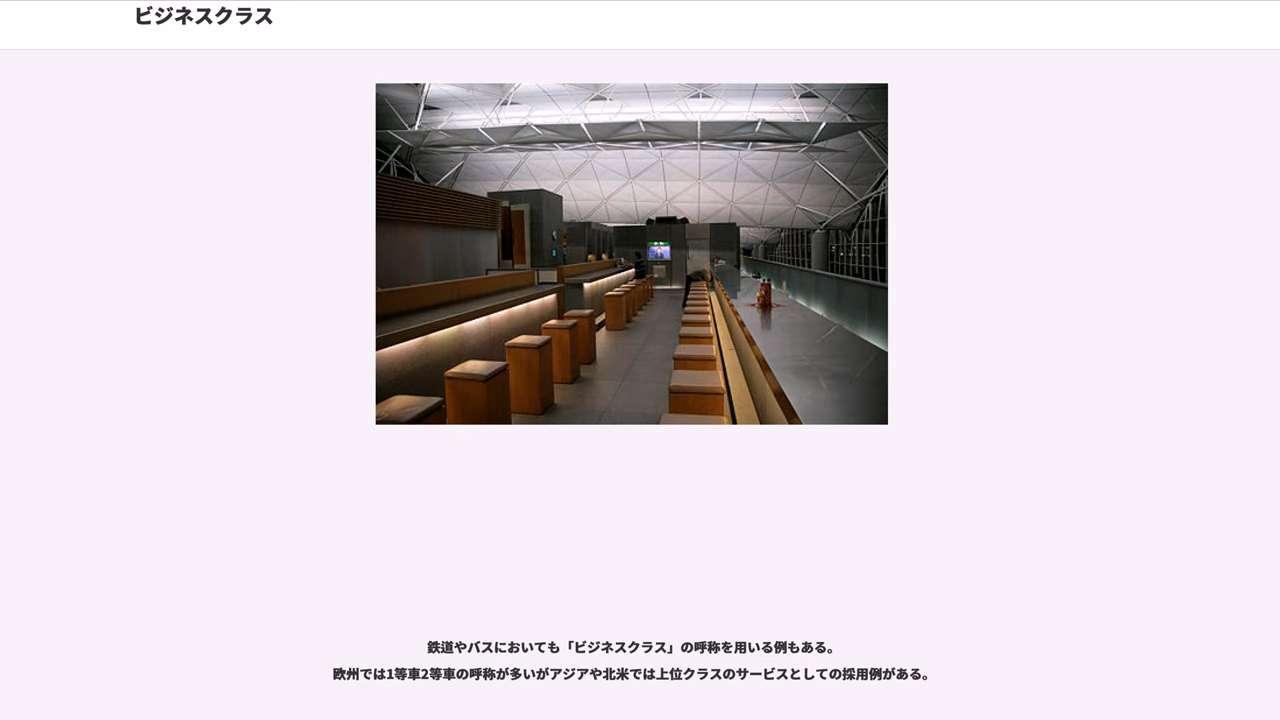 ビジネスクラス
鉄道やバスにおいても「ビジネスクラス」の呼称を用いる例もある。
欧州では1等車2等車の呼称が多いがアジアや北米では上位クラスのサービスとしての採用例がある。